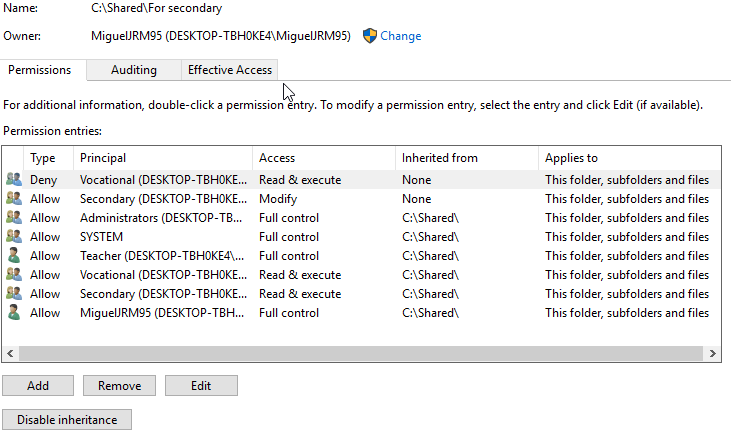 Name: C:\Shared\For secondary
Owner: MiguelJRM95 (DESKTOP-TBH0KE4\MiguelJRM95) Change
Permissions Auditing Effective Access
For additional information, double-click a permission entry. To modify a permission entry, select the entry and click Edit (if available).
Permission entries:
Type Principal Access Inherited from Applies to
Deny Vocational (DESKTOP-TBH0KE... Read & execute None This folder, subfolders and files
Allow Secondary (DESKTOP-TBH0KE... Modify None This folder, subfolders and files
Allow Administrators (DESKTOP-TB... Full control C:\Shared\ This folder, subfolders and files
Allow SYSTEM Full control C:\Shared\ This folder, subfolders and files
Allow Teacher (DESKTOP-TBH0KE4\... Full control C:\Shared\ This folder, subfolders and files
Allow Vocational (DESKTOP-TBH0KE... Read & execute C:\Shared\ This folder, subfolders and files
Allow Secondary (DESKTOP-TBH0KE... Read & execute C:\Shared\ This folder, subfolders and files
Allow MiguelJRM95 (DESKTOP-TBH... Full control C:\Shared\ This folder, subfolders and files
Add Remove Edit
Disable inheritance